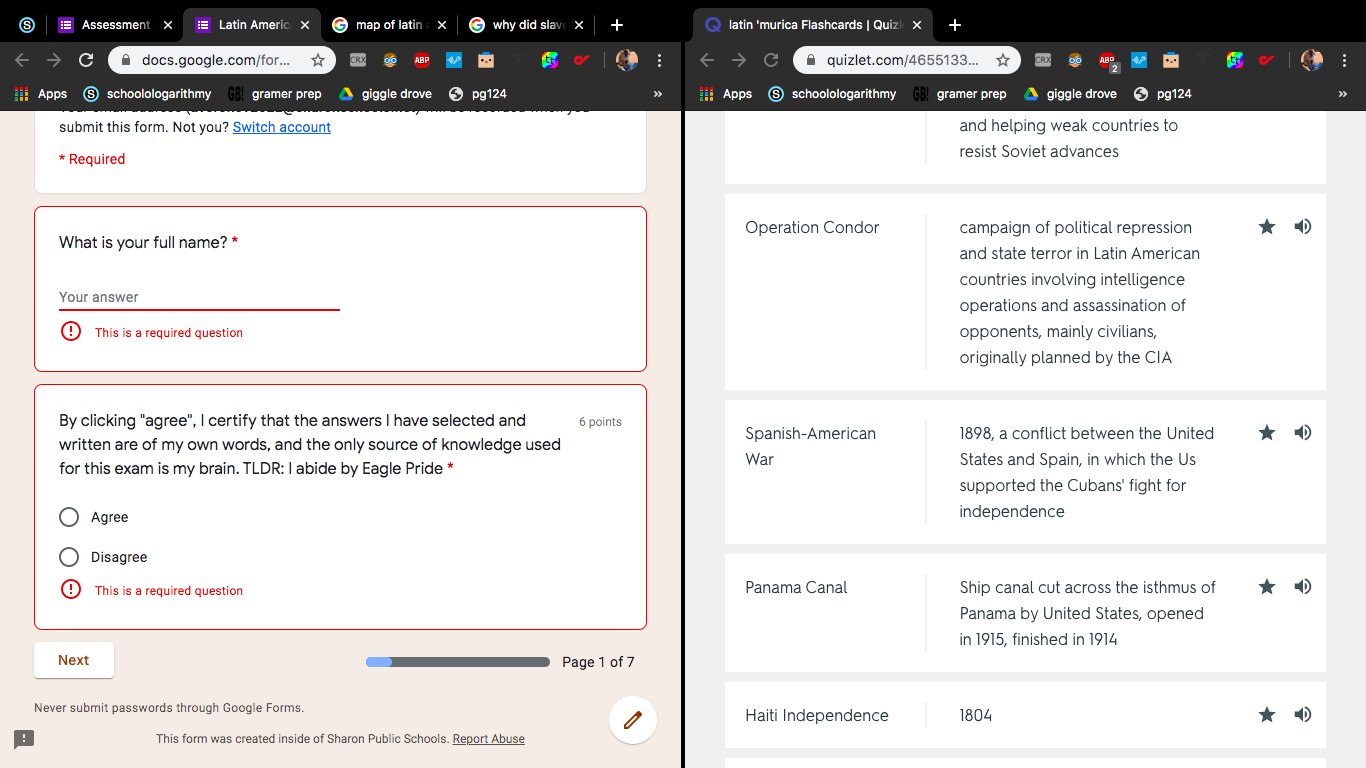 Assessment
Latin Americ
map of latin
why did slav
latin 'murica Flashcards | Quizl
docs.google.com/for...
CRX
ABP
quizlet.com/4655133...
CRX
ABP
2
Apps
schoolologarithmy
GB!
gramer prep
giggle drove
pg124
»
Apps
schoolologarithmy
GB!
gramer prep
giggle drove
pg124
»
submit this form. Not you? Switch account
* Required
What is your full name? *
Your answer
This is a required question
By clicking "agree", I certify that the answers I have selected and
written are of my own words, and the only source of knowledge used
for this exam is my brain. TLDR: I abide by Eagle Pride *
6 points
Agree
Disagree
This is a required question
Next
Page 1 of 7
Never submit passwords through Google Forms.
This form was created inside of Sharon Public Schools. Report Abuse
and helping weak countries to
resist Soviet advances
Operation Condor
campaign of political repression
and state terror in Latin American
countries involving intelligence
operations and assassination of
opponents, mainly civilians,
originally planned by the CIA
Spanish-American
War
1898, a conflict between the United
States and Spain, in which the Us
supported the Cubans' fight for
independence
Panama Canal
Ship canal cut across the isthmus of
Panama by United States, opened
in 1915, finished in 1914
Haiti Independence
1804